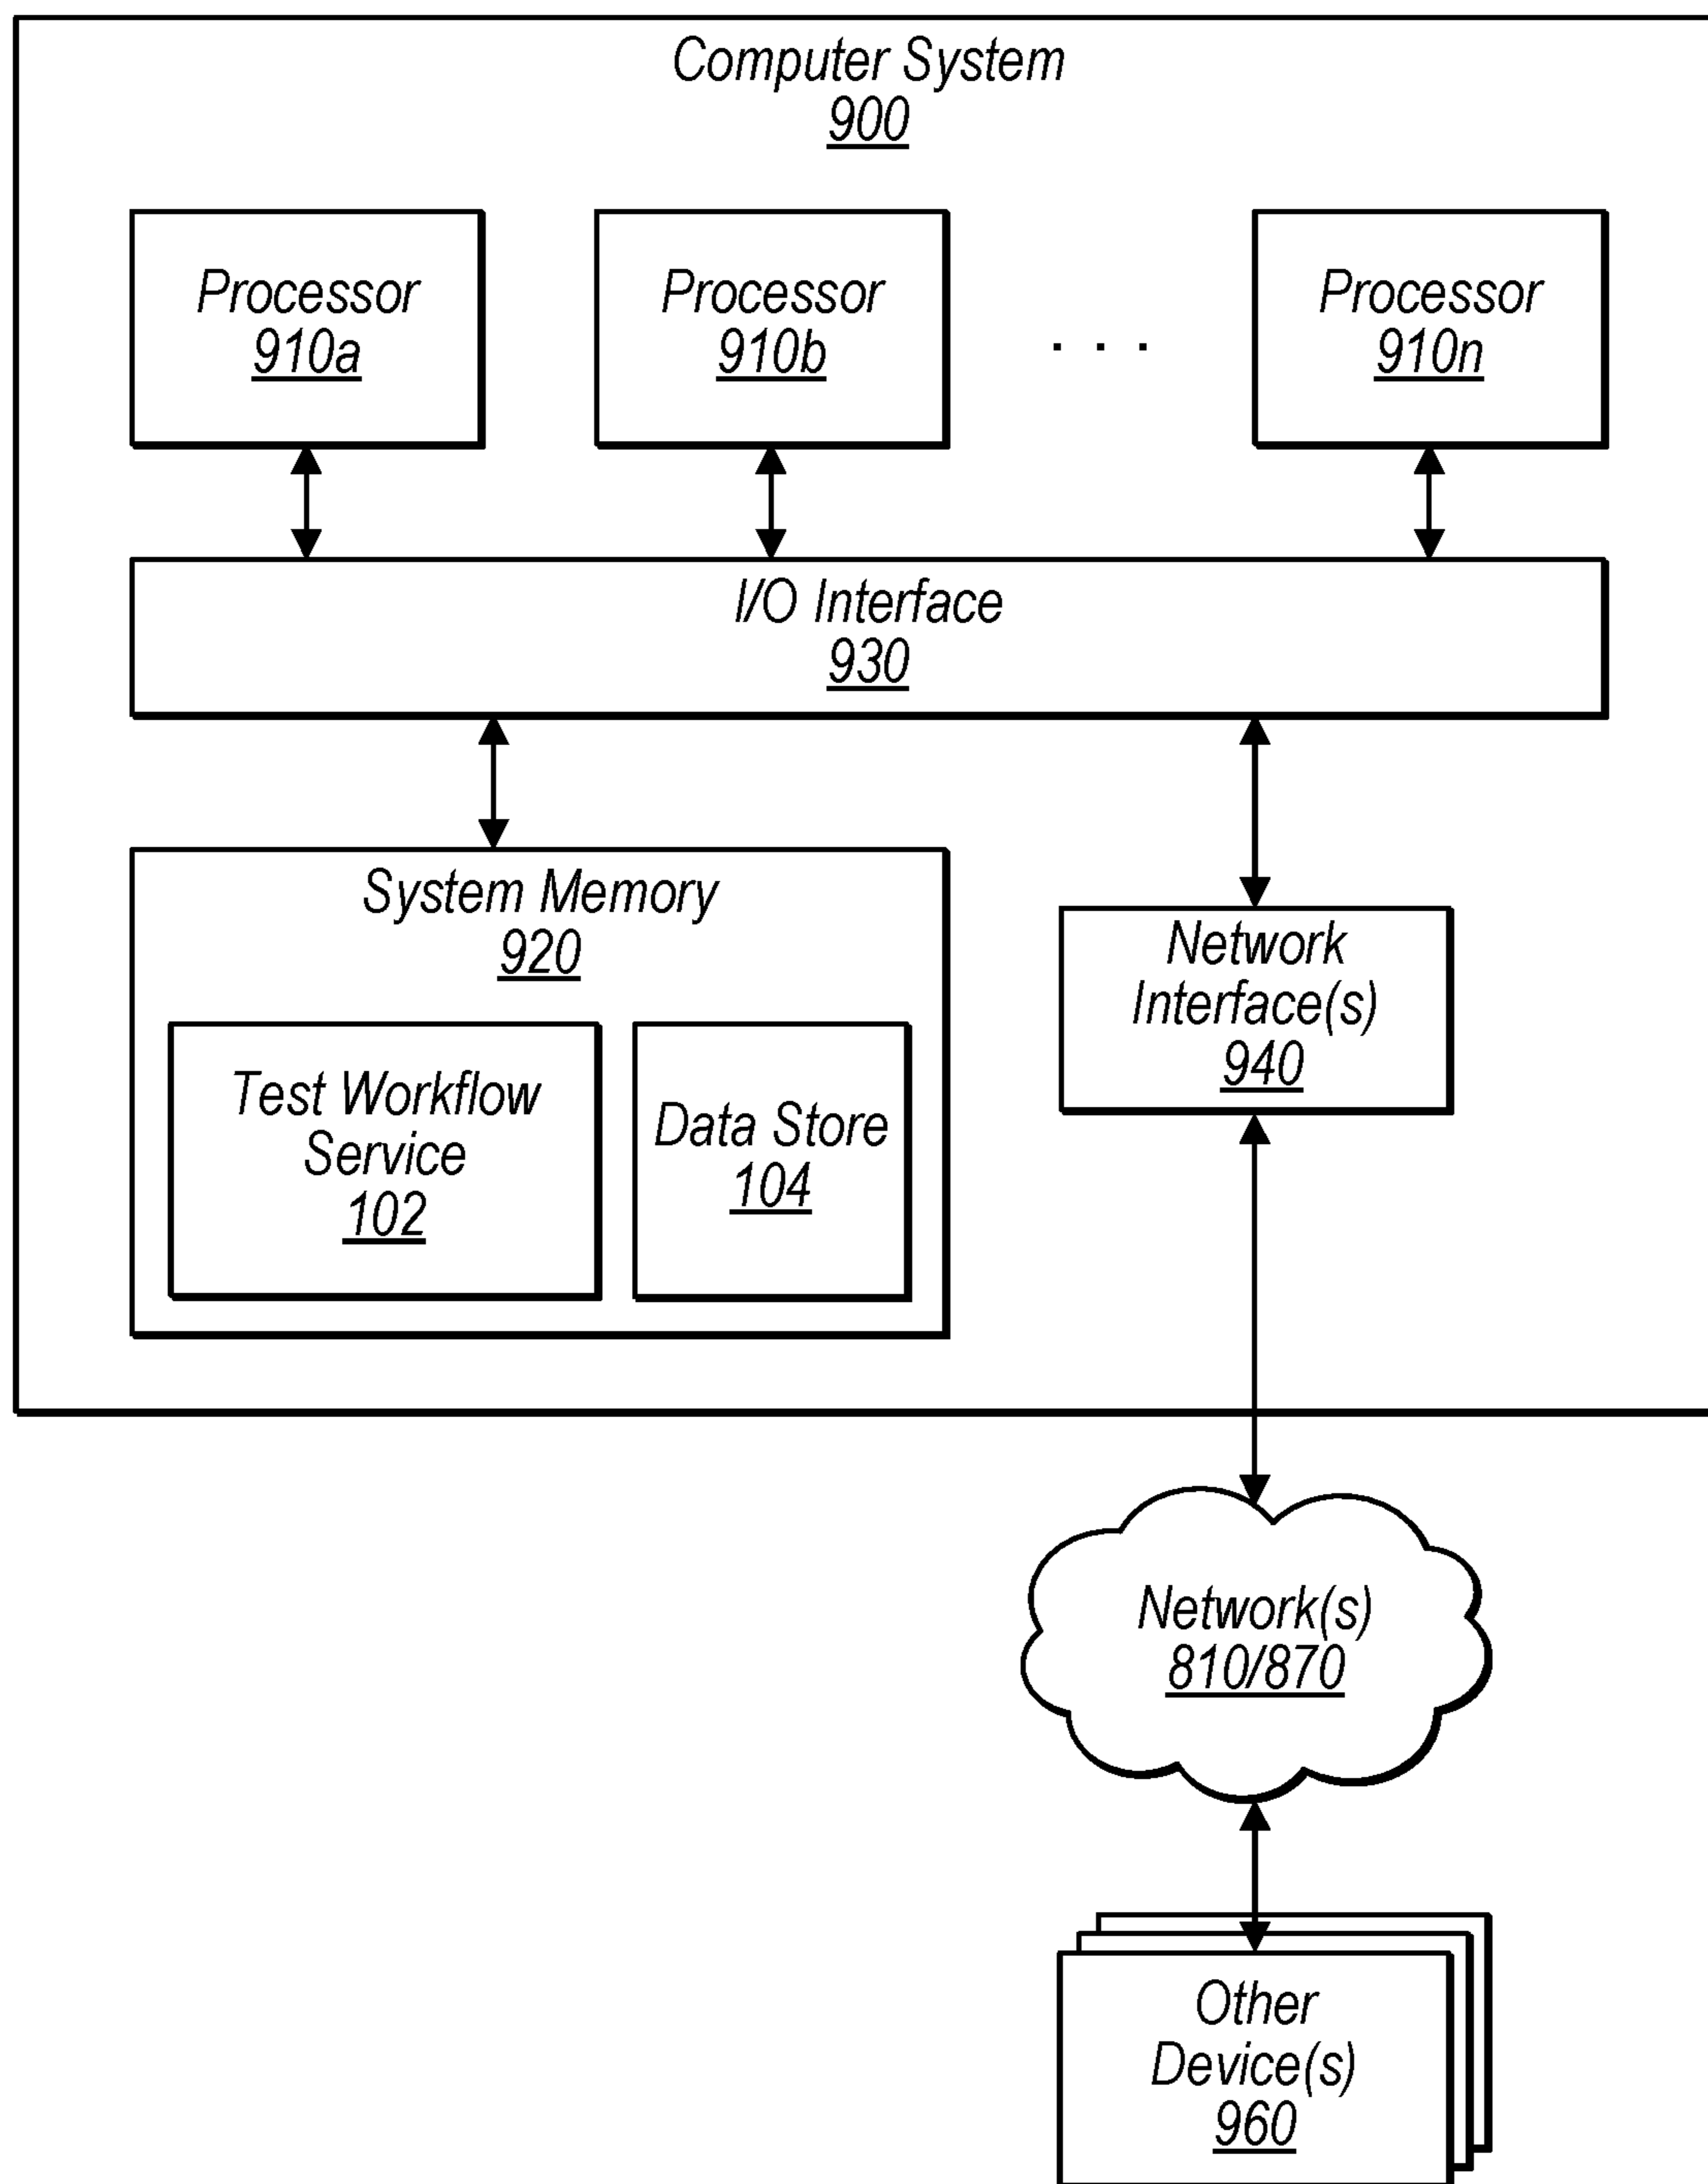 Computer System
900
Processor
910a
Processor
910b
. . .
Processor
910n
I/O Interface
930
System Memory
920
Test Workflow
Service
102
Data Store
104
Network
Interface(s)
940
Network(s)
810/870
Other
Device(s)
960